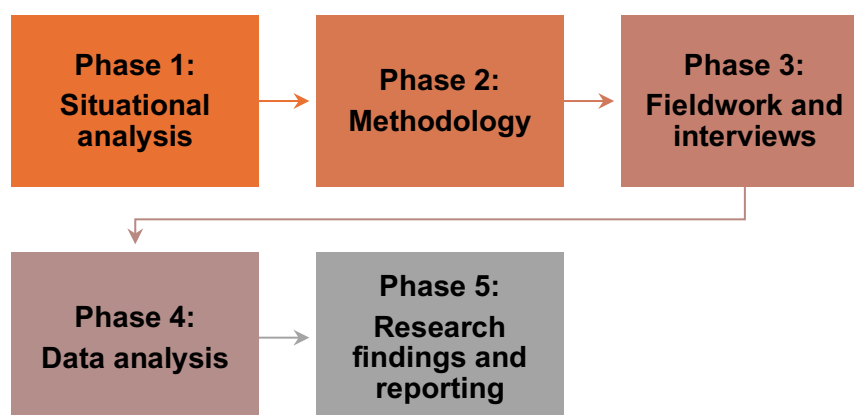 Phase 1:
Situational
analysis
Phase 2:
Methodology
Phase 3:
Fieldwork and
interviews
Phase 4:
Data analysis
Phase 5:
Research
findings and
reporting